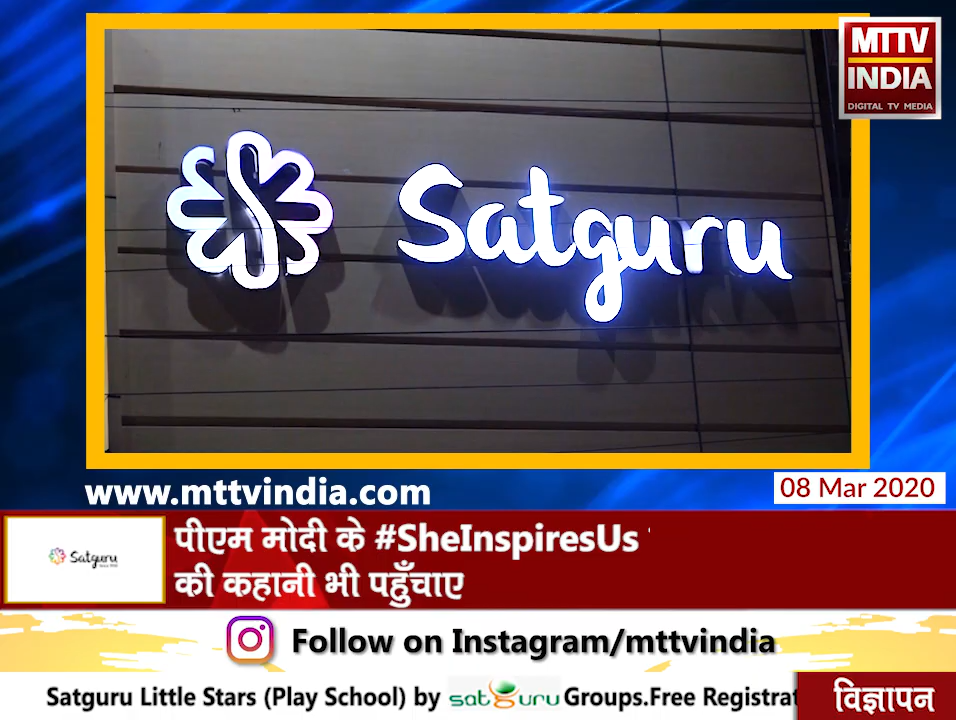 MTTV
INDIA
DIGITAL TV MEDIA
Satguru
www.mttvindia.com
08 Mar 2020
Satguru
पीएम मोदी के #SheInspiresUs
की कहानी भी पहुँचाए
Follow on Instagram/mttvindia
Satguru Little Stars (Play School) by satguru Groups.Free Registrat
विज्ञापन